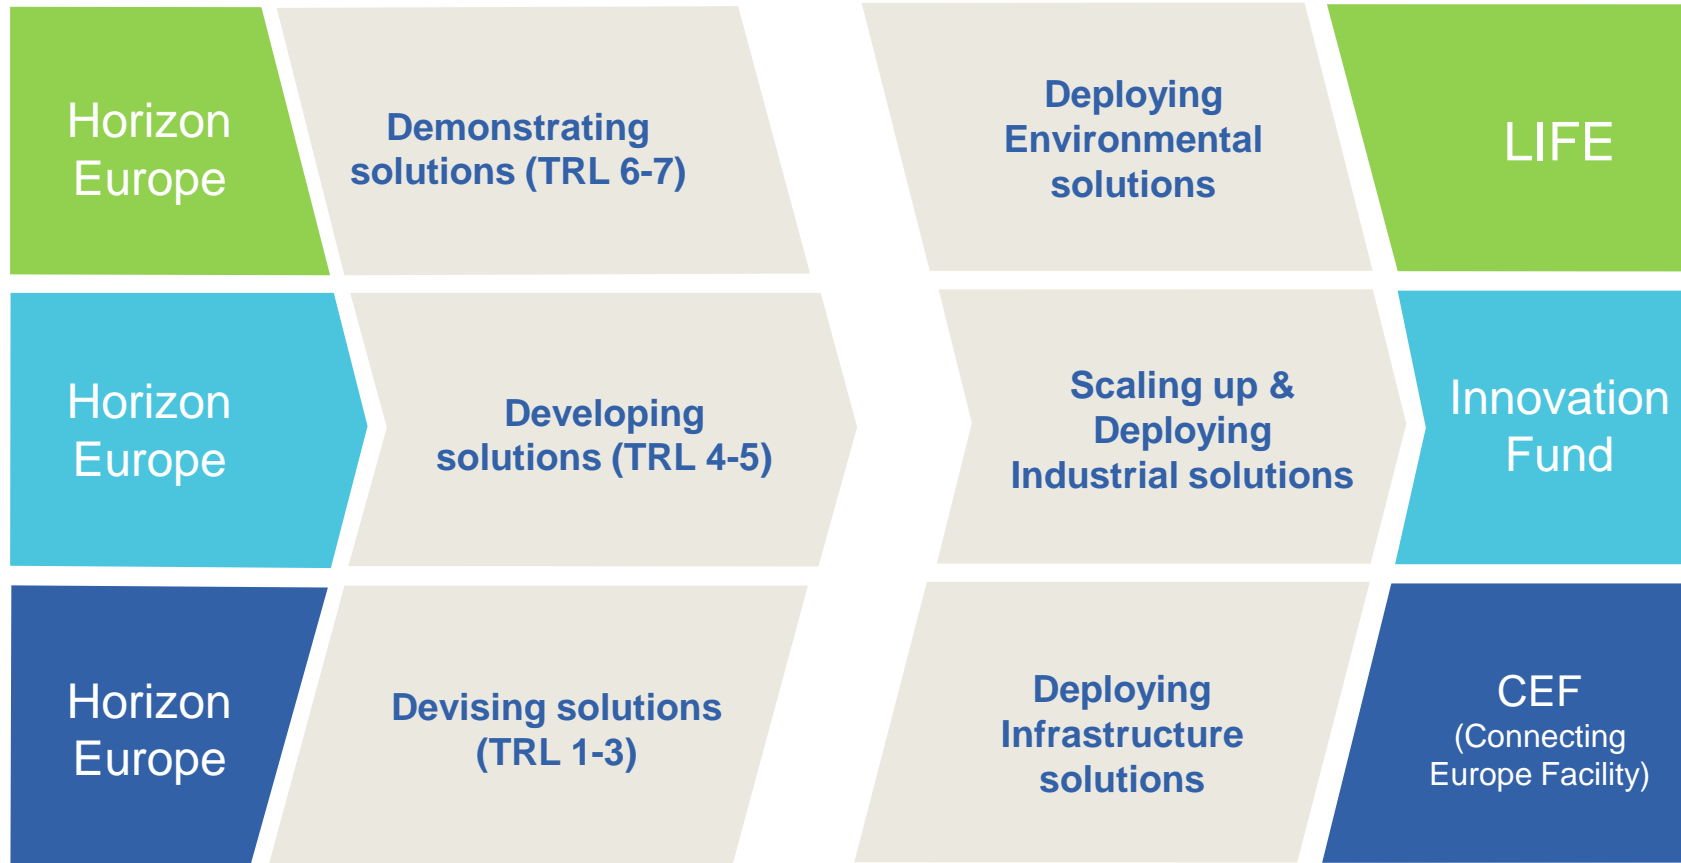 Horizon
Europe
Demonstrating
solutions (TRL 6-7)
Deploying
Environmental
solutions
LIFE
Horizon
Europe
Developing
solutions (TRL 4-5)
Scaling up &
Deploying
Industrial solutions
Innovation
Fund
Horizon
Europe
Devising solutions
(TRL 1-3)
Deploying
Infrastructure
solutions
CEF
(Connecting
Europe Facility)